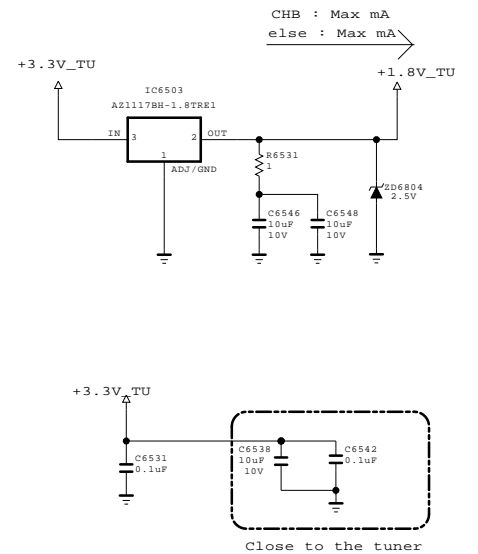 CHB : Max mA
else : Max mA
+3.3V_TU
+1.8V_TU
IC6503
AZ1117BH-1.8TRE1
IN 3 2 OUT
1
ADJ/GND
R6531
1
ZD6804
2.5V
C6546
10uF
10V
C6548
10uF
10V
+3.3V_TU
C6531
0.1uF
C6538
10uF
10V
C6542
0.1uF
Close to the tuner